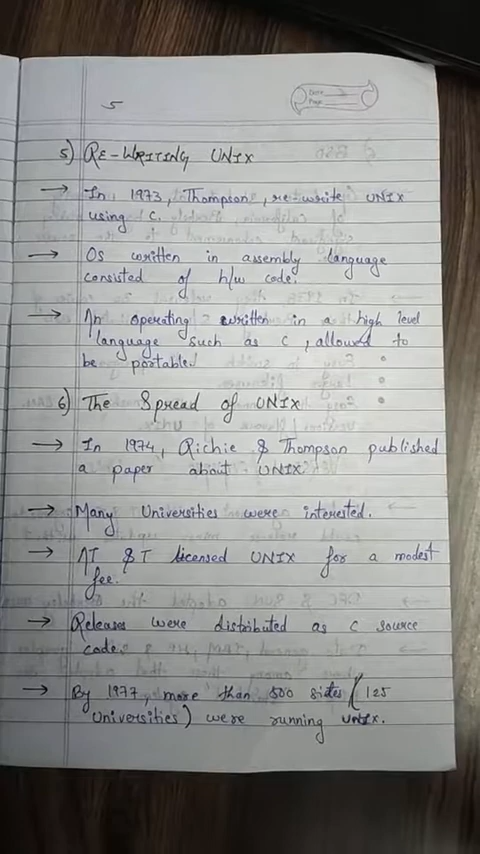 5
Date
Page
5) RE-WRITING UNIX
→ In 1973, Thompson, re-write UNIX
using C.
→ OS written in assembly language
consisted of h/w code.
→ An operating written in a high level
language such as C, allowed to
be portable.
6) The Spread of UNIX
→ In 1974, Richie & Thompson published
a paper about UNIX
→ Many Universities were interested.
→ AT & T licensed UNIX for a modest
fee.
→ Releases were distributed as C source
code.
→ By 1977, more than 500 sites (125
Universities) were running UNIX.